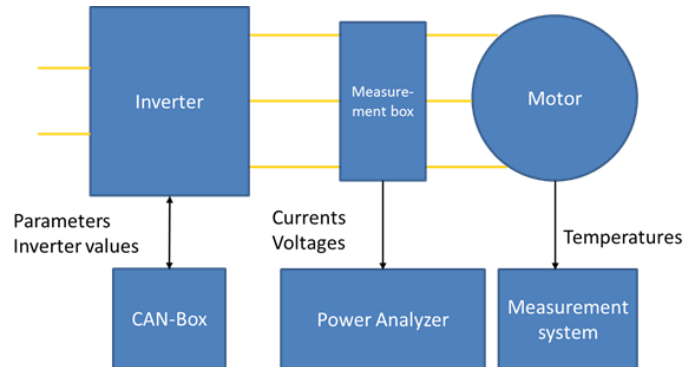 Inverter
Measure-
ment box
Motor
Parameters
Inverter values
Currents
Voltages
Temperatures
CAN-Box
Power Analyzer
Measurement
system